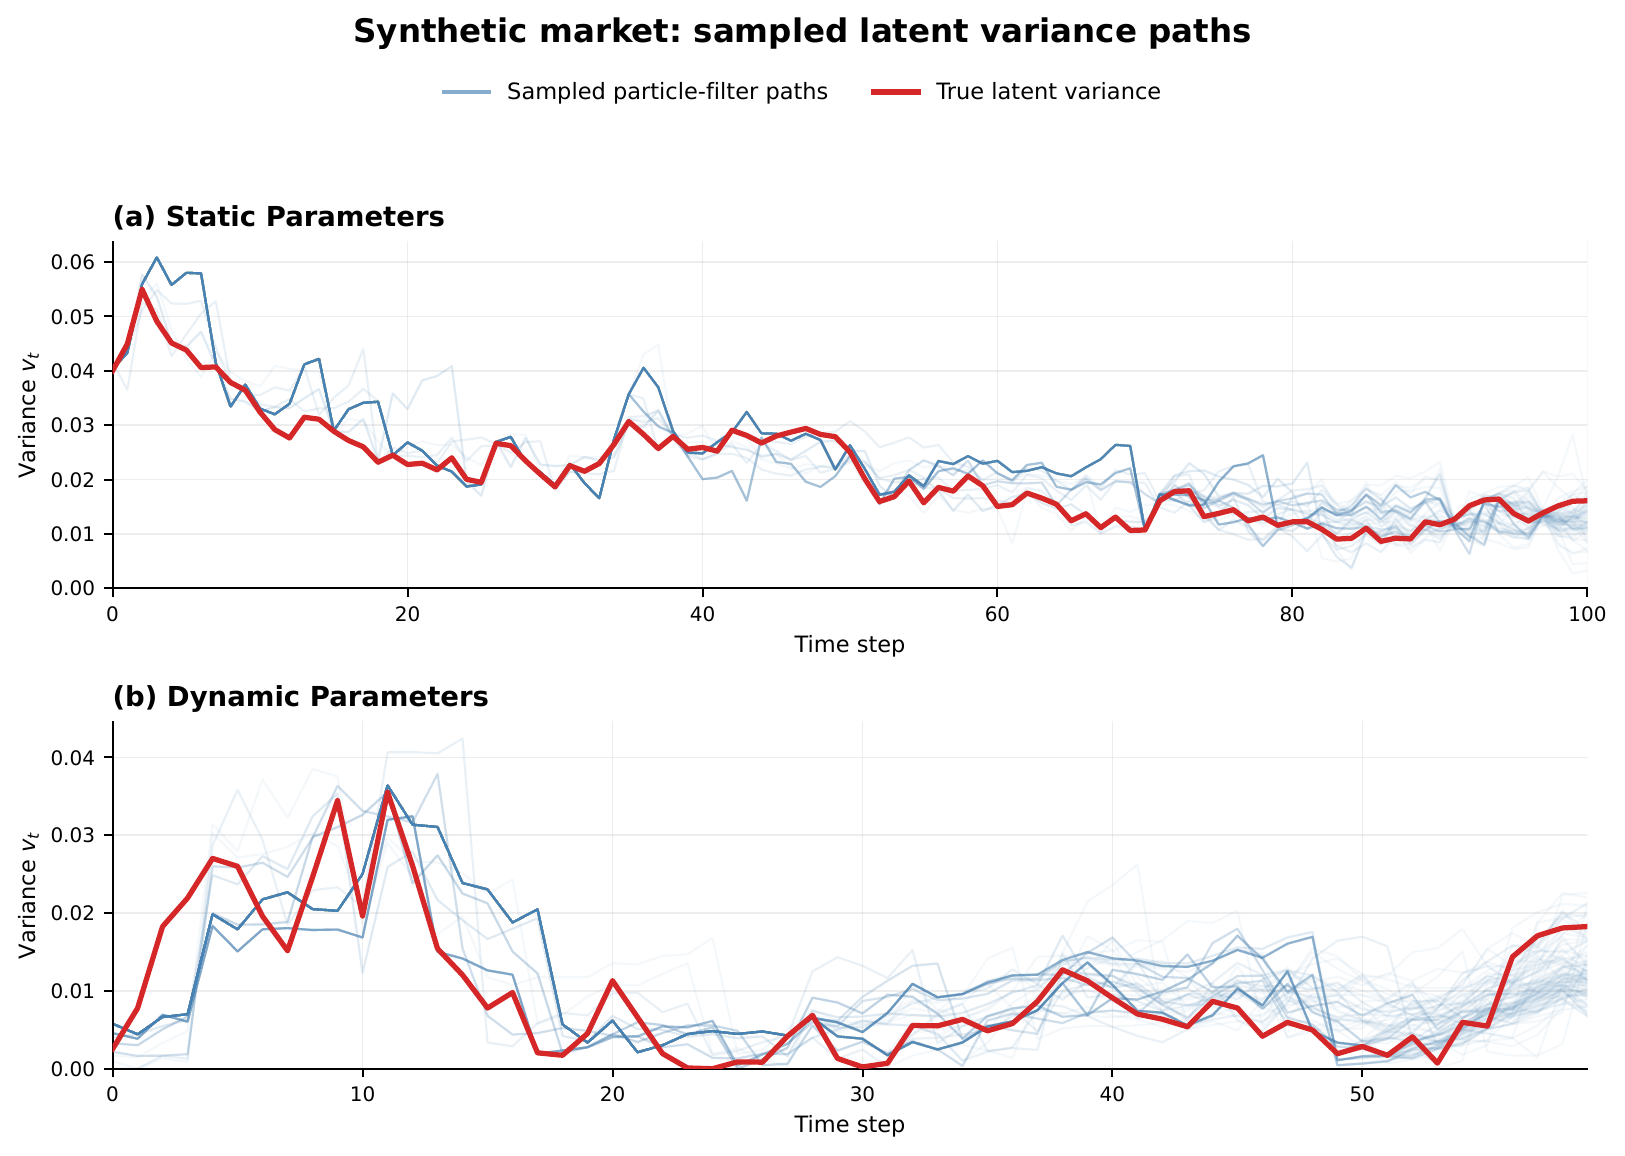 Synthetic market: sampled latent variance paths
Sampled particle-filter paths
True latent variance
(a) Static Parameters
Variance v_t
0.06
0.05
0.04
0.03
0.02
0.01
0.00
0 20 40 60 80 100
Time step
(b) Dynamic Parameters
Variance v_t
0.04
0.03
0.02
0.01
0.00
0 10 20 30 40 50
Time step